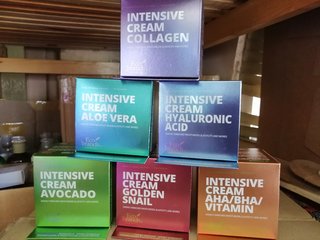 INTENSIVE
CREAM
COLLAGEN
INTENSIVE
CREAM
ALOE VERA
INTENSIVE
CREAM
HYALURONIC
ACID
INTENSIVE
CREAM
AVOCADO
INTENSIVE
CREAM
GOLDEN
SNAIL
INTENSIVE
CREAM
AHA/BHA/
VITAMIN